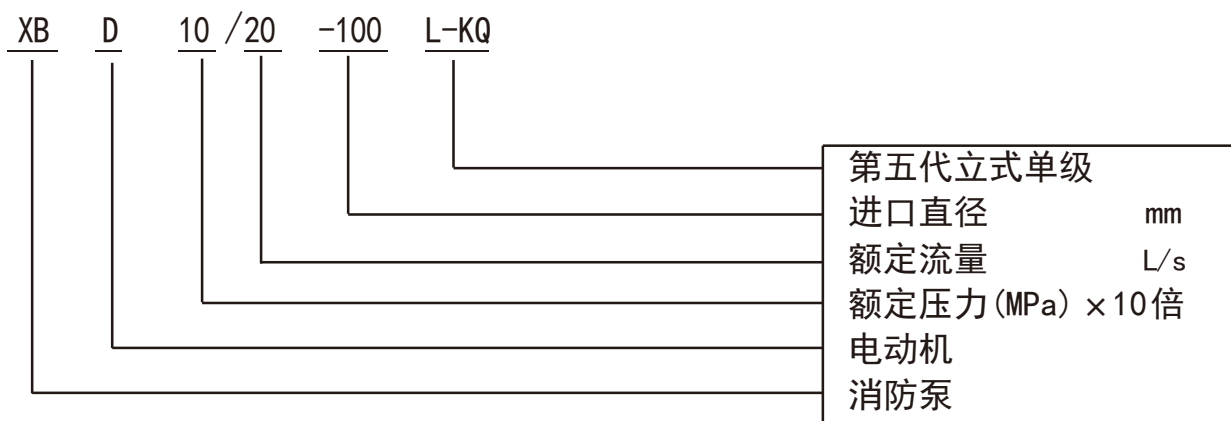 XB D 10 /20 -100 L-KQ
第五代立式单级
进口直径 mm
额定流量 L/s
额定压力(MPa) ×10倍
电动机
消防泵